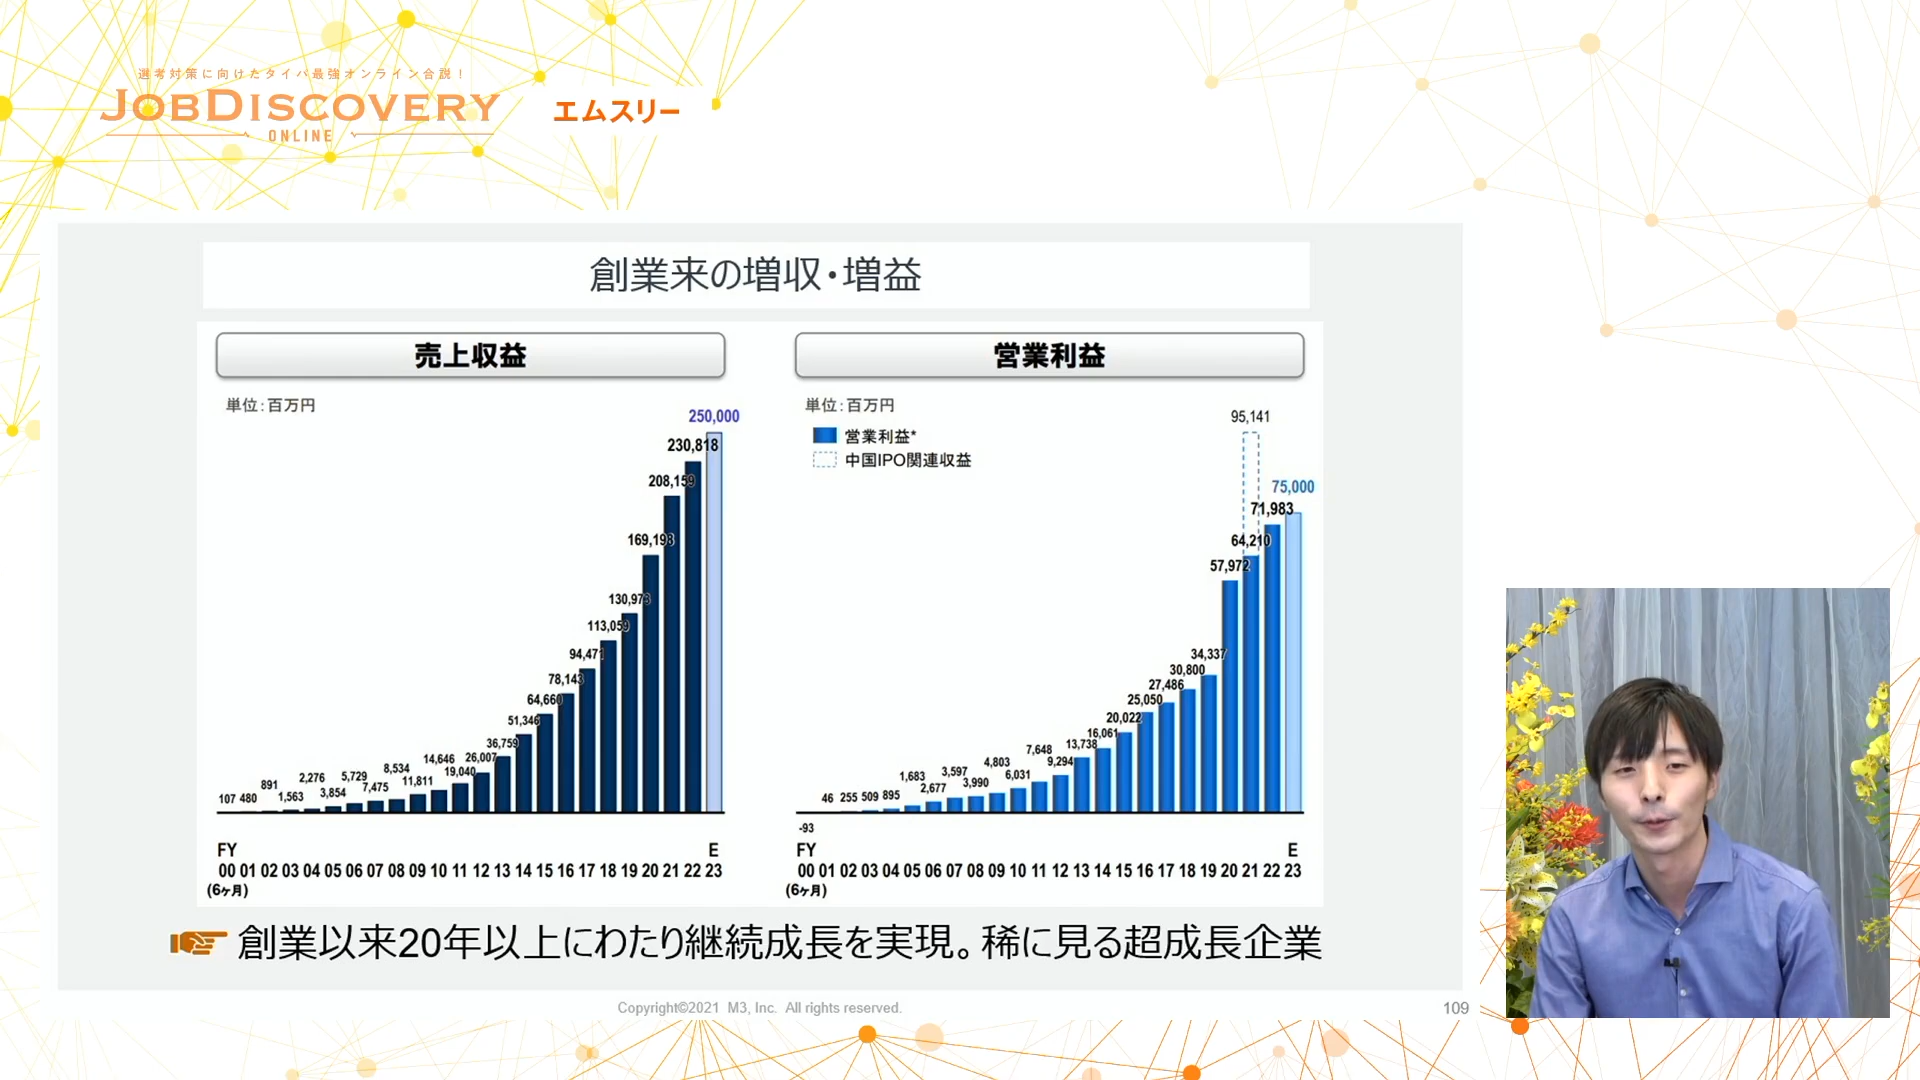 選考対策に向けたタイパ最強オンライン合説！
JOBDISCOVERY
ONLINE
エムスリー
創業来の増収・増益
売上収益
単位：百万円
250,000
230,818
208,159
169,198
130,973
113,059
94,471
78,143
64,660
51,346
36,759
26,007
19,040
14,646
11,811
8,534
7,475
5,729
3,854
2,276
1,563
891
107 480
FY
E
00 01 02 03 04 05 06 07 08 09 10 11 12 13 14 15 16 17 18 19 20 21 22 23
(6ヶ月)
営業利益
単位：百万円
営業利益*
中国IPO関連収益
95,141
75,000
71,983
64,210
57,972
34,337
30,800
27,486
25,050
20,022
16,061
13,738
9,294
7,648
6,031
4,803
3,990
3,597
2,677
1,683
46 255 509 895
-93
FY
E
00 01 02 03 04 05 06 07 08 09 10 11 12 13 14 15 16 17 18 19 20 21 22 23
(6ヶ月)
創業以来20年以上にわたり継続成長を実現。稀に見る超成長企業
Copyright©2021 M3, Inc. All rights reserved.
109